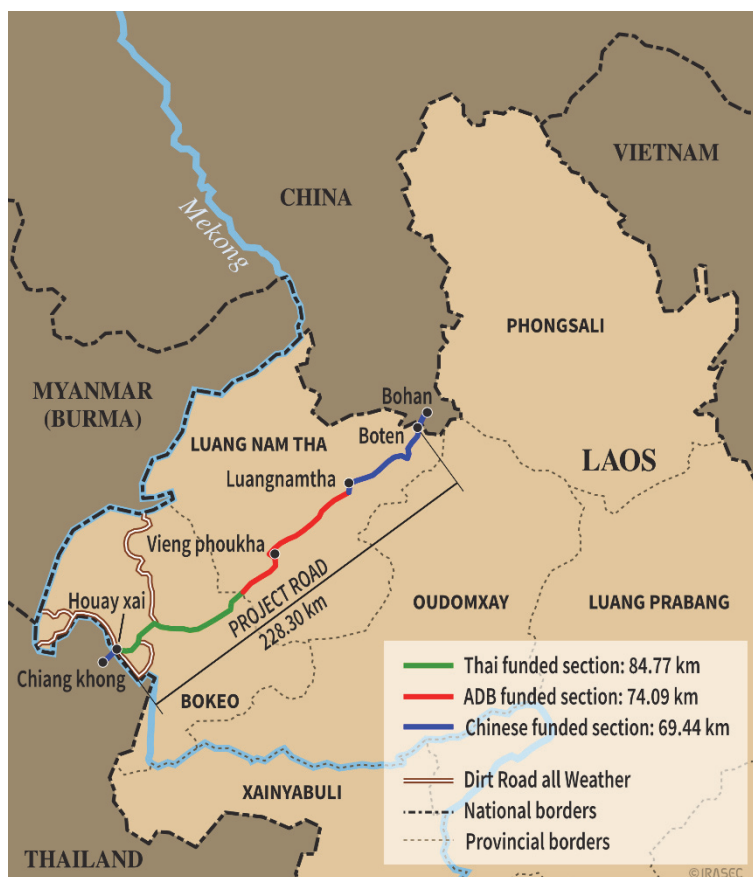 VIETNAM
CHINA
Mekong
PHONGSALI
MYANMAR
(BURMA)
Bohan
LUANG NAM THA
Boten
LAOS
Luangnamtha
Vieng phoukha
PROJECT ROAD
228.30 km
Houay xai
OUDOMXAY
LUANG PRABANG
Chiang khong
BOKEO
XAINYABULI
THAILAND
Thai funded section: 84.77 km
ADB funded section: 74.09 km
Chinese funded section: 69.44 km
Dirt Road all Weather
National borders
Provincial borders
©IRASEC